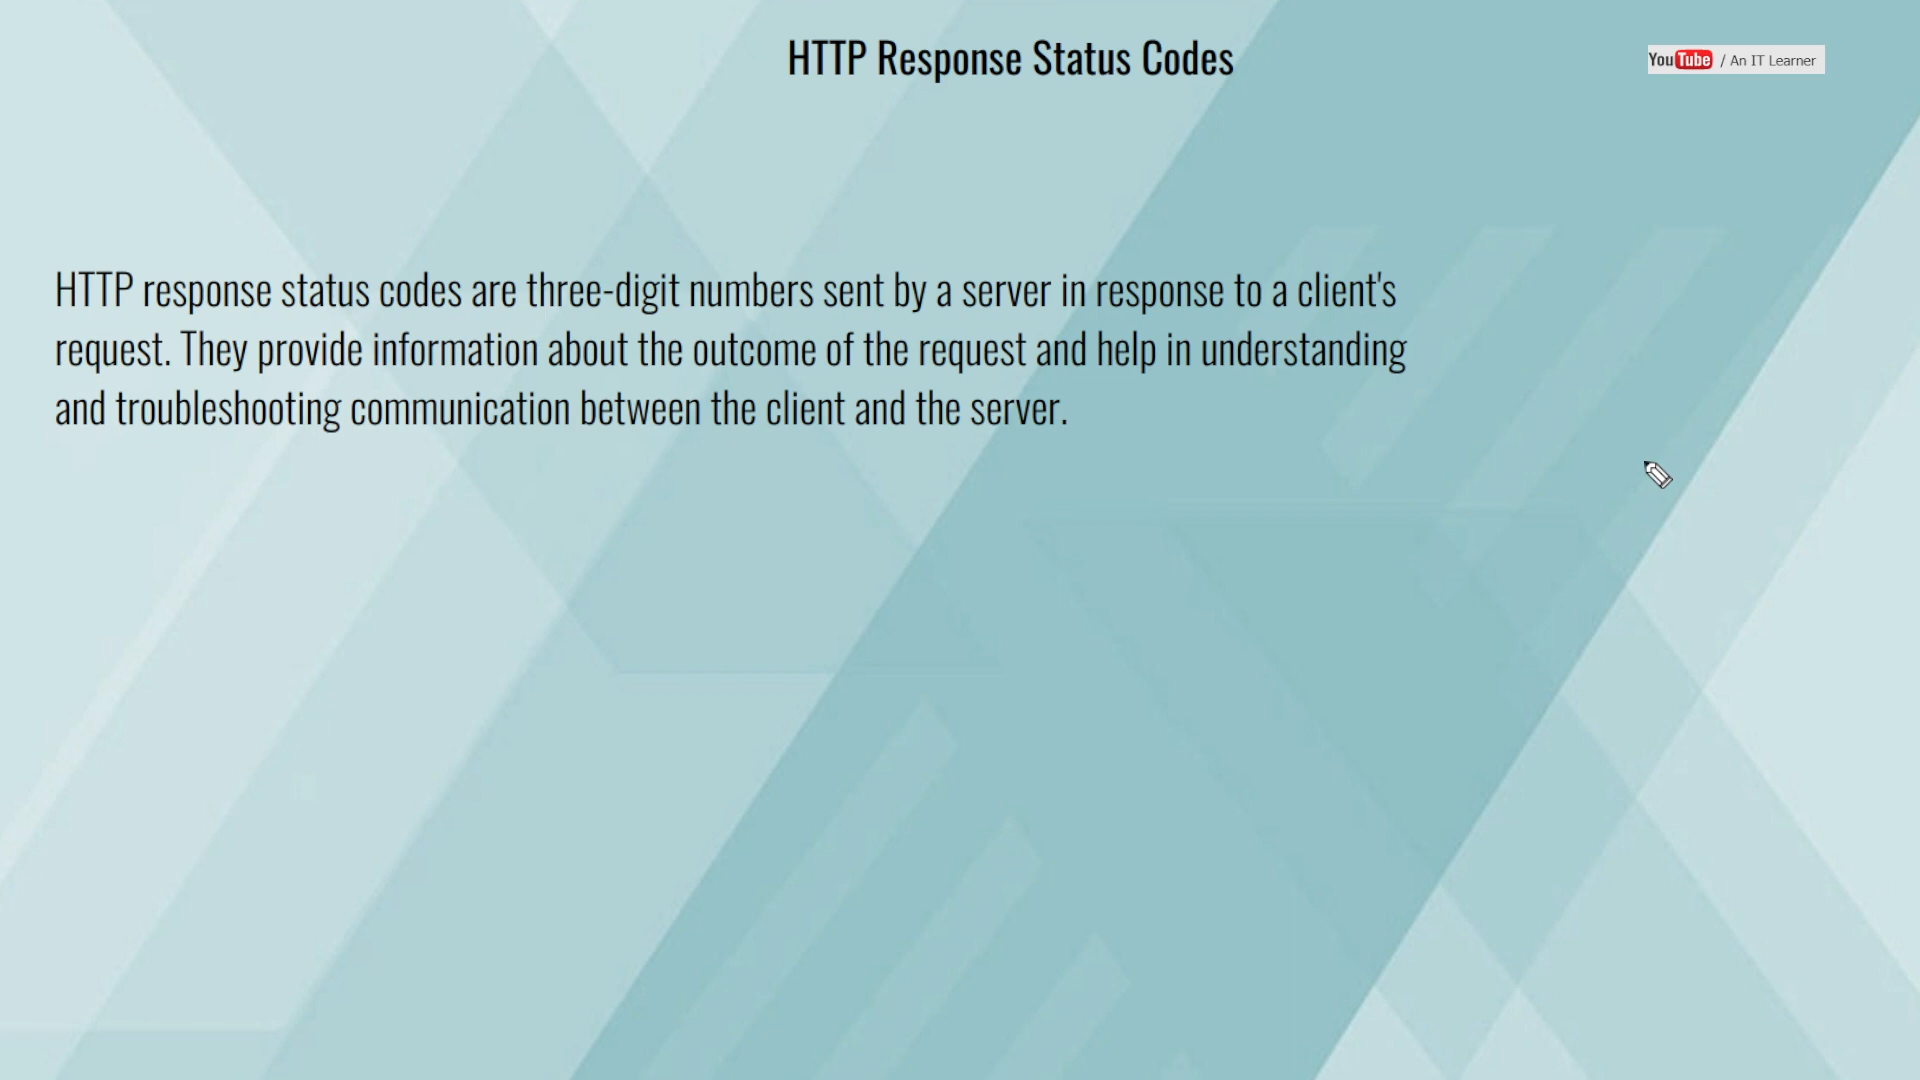 HTTP Response Status Codes
YouTube / An IT Learner
HTTP response status codes are three-digit numbers sent by a server in response to a client's
request. They provide information about the outcome of the request and help in understanding
and troubleshooting communication between the client and the server.